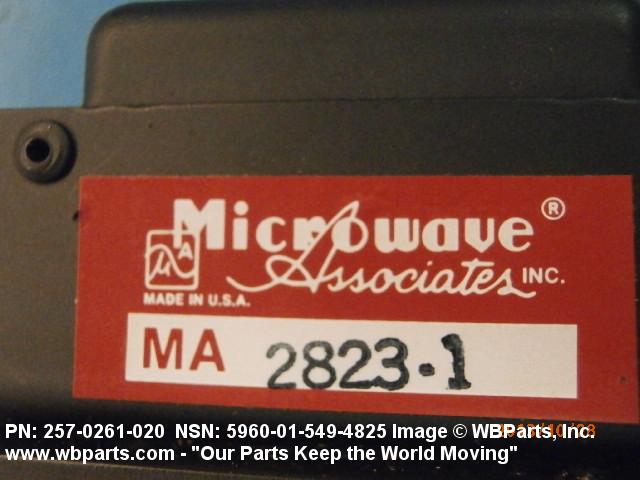 Microwave ®
Associates INC.
μA
MADE IN U.S.A.
MA 2823-1
PN: 257-0261-020 NSN: 5960-01-549-4825 Image © WBParts, Inc.
www.wbparts.com - "Our Parts Keep the World Moving"